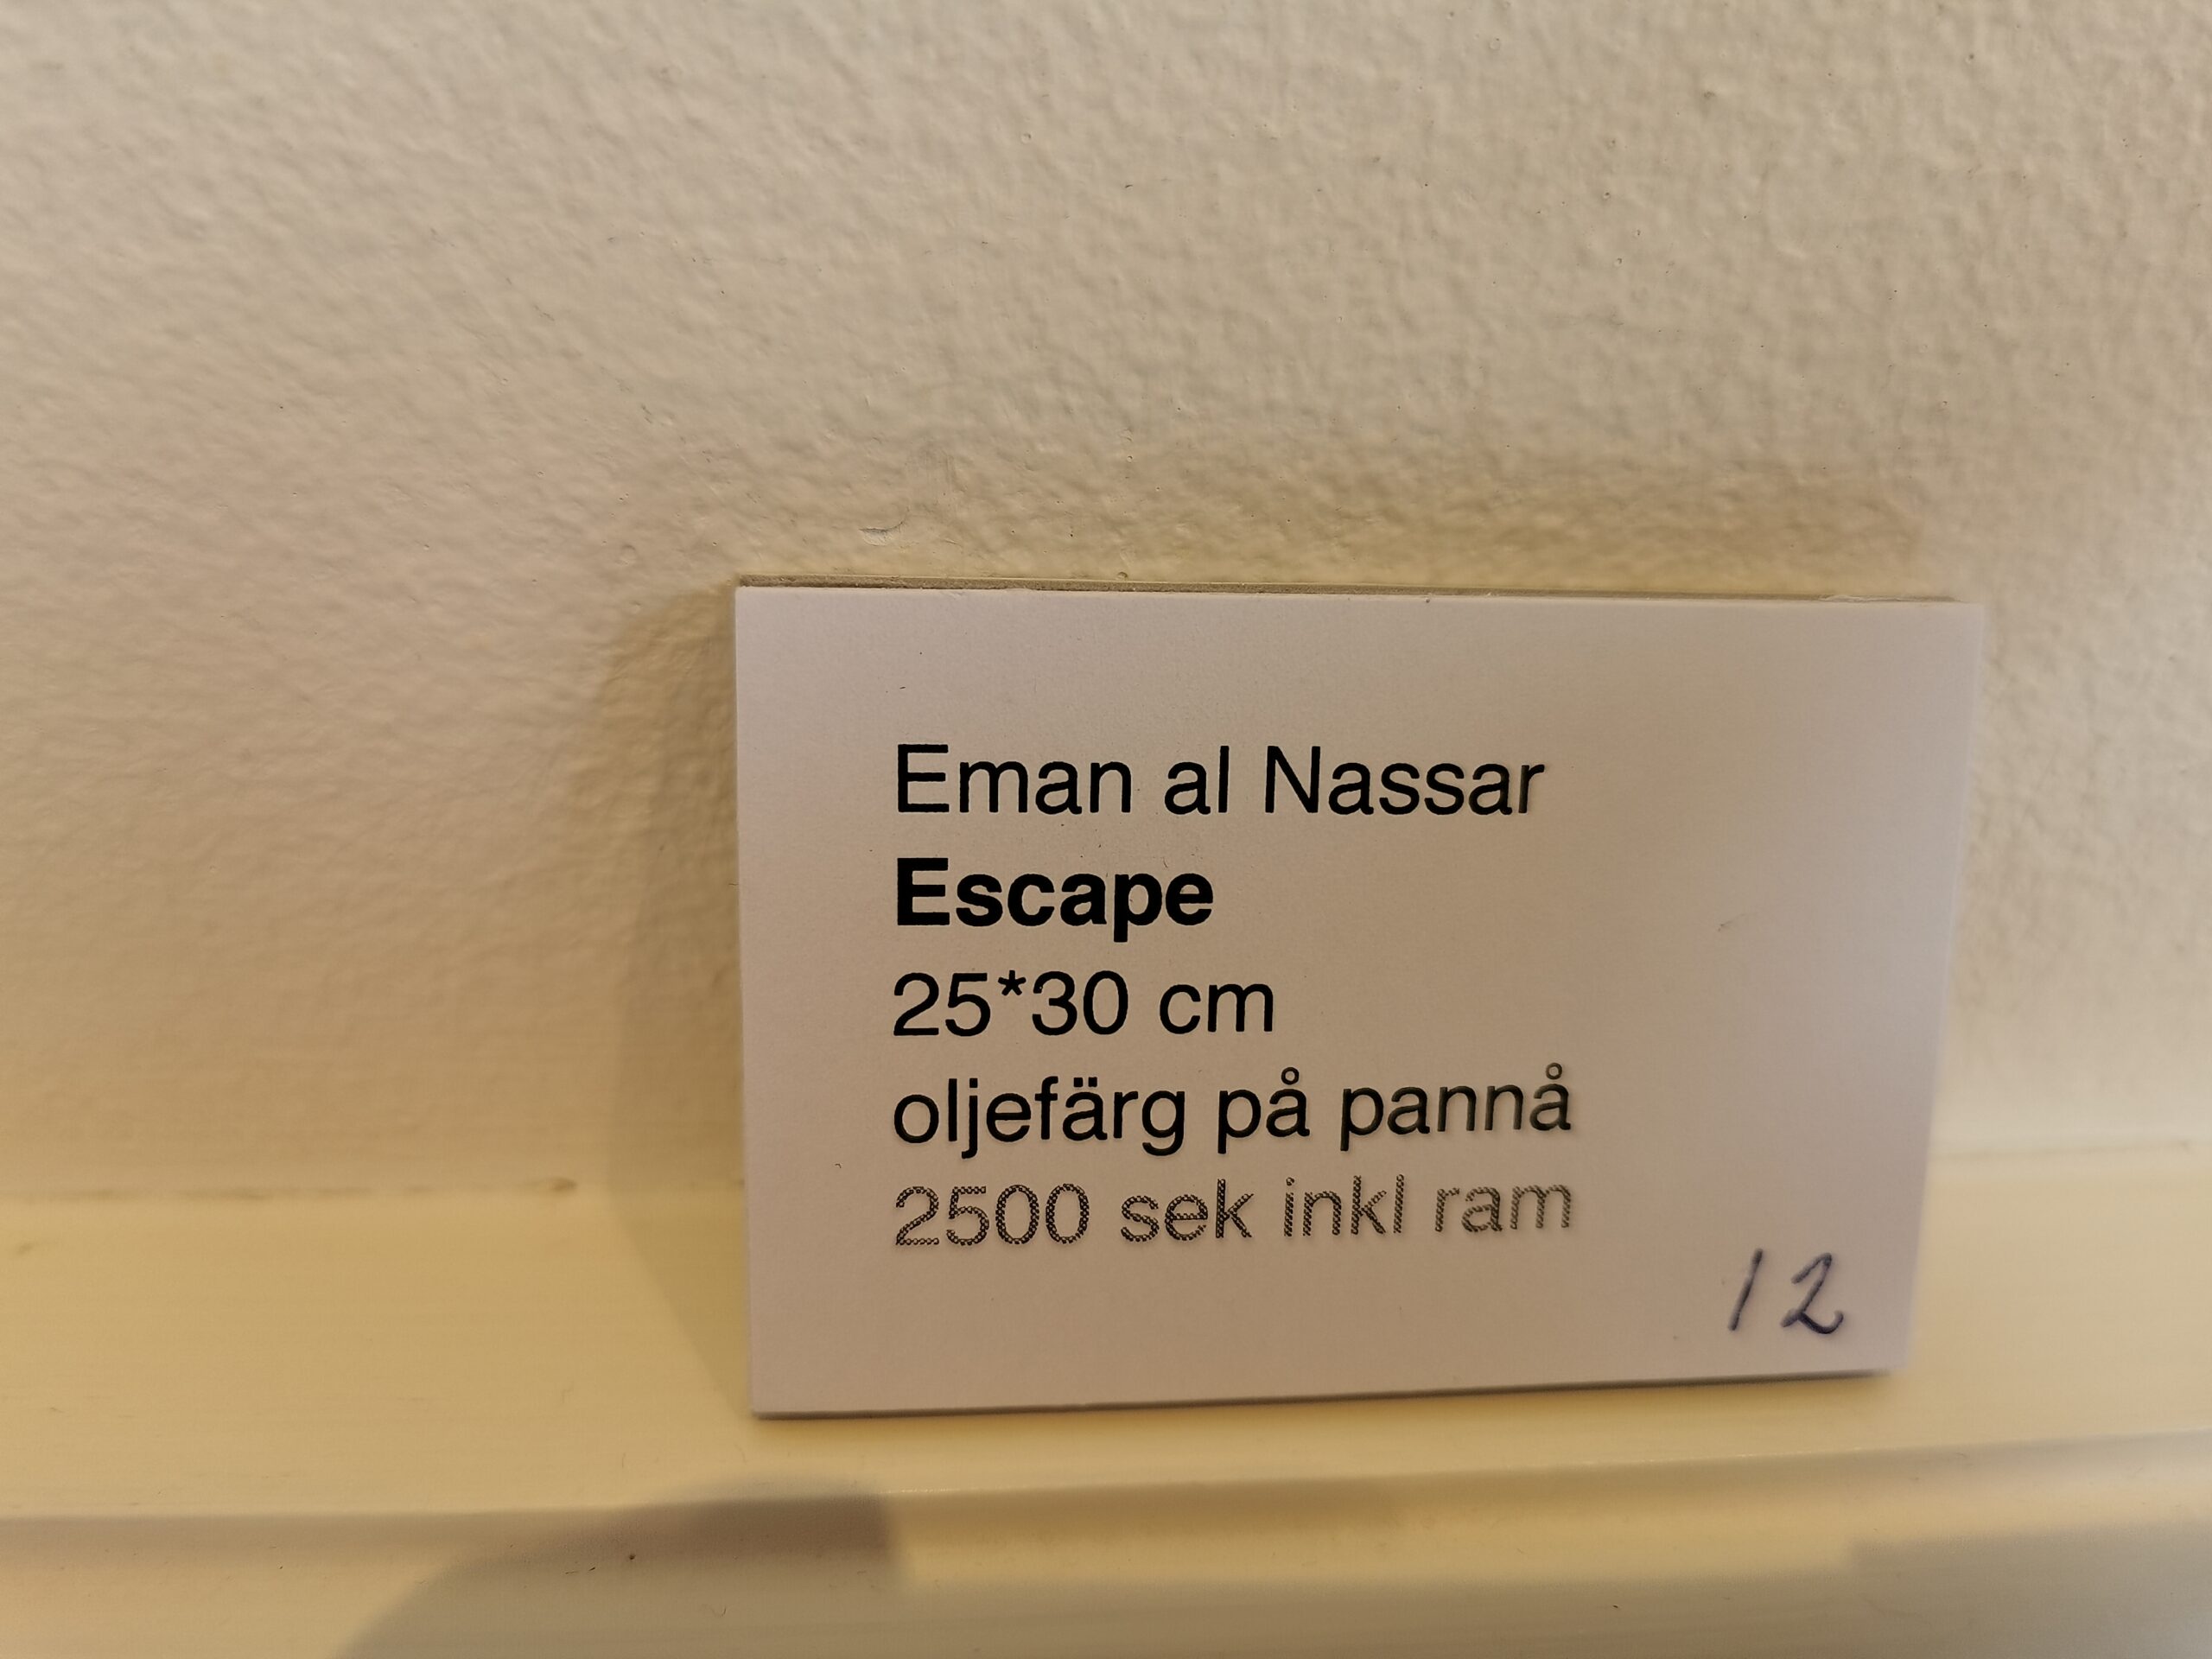 Eman al Nassar
Escape
25*30 cm
oljefärg på pannå
2500 sek inkl ram
12